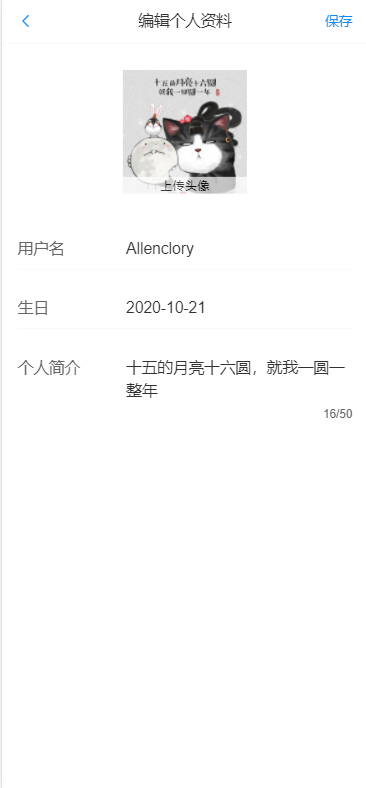 编辑个人资料
保存
十五的月亮十六圆
就我一圆圆一年
上传头像
用户名
Allenclory
生日
2020-10-21
个人简介
十五的月亮十六圆，就我一圆一
整年
16/50